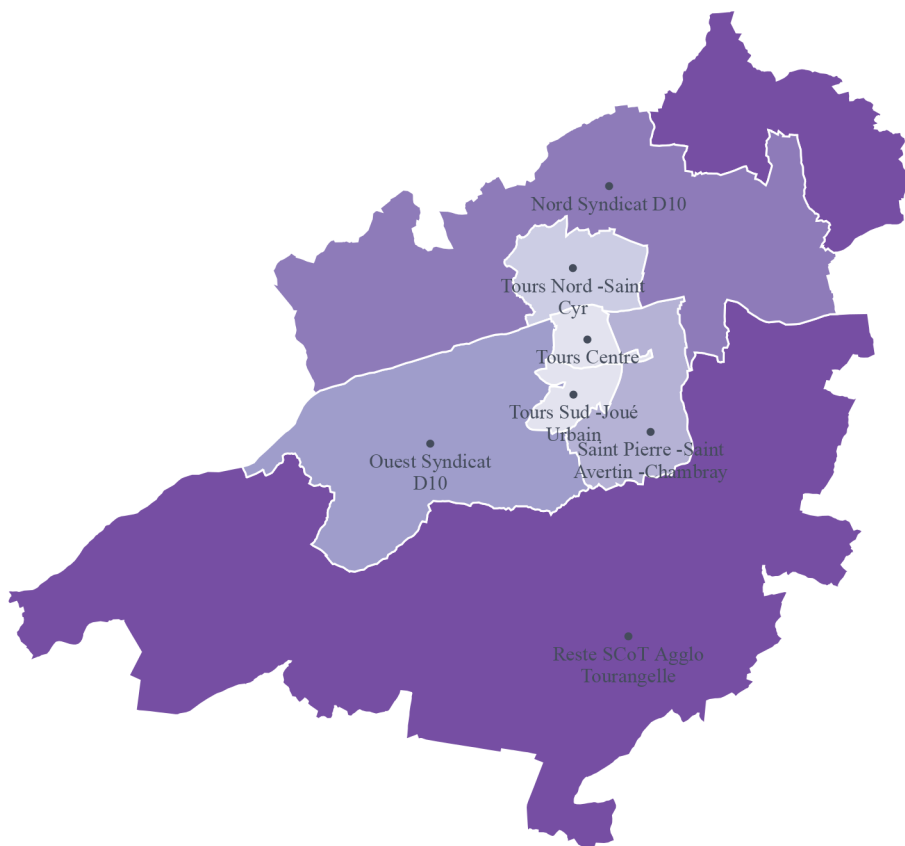 Nord Syndicat D10
Tours Nord -Saint
Cyr
Tours Centre
Tours Sud -Joué
Urbain
Saint Pierre -Saint
Avertin -Chambray
Ouest Syndicat
D10
Reste SCoT Agglo
Tourangelle